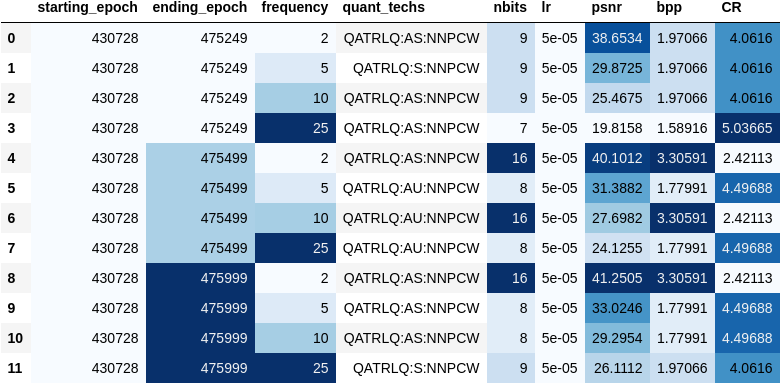 starting_epoch ending_epoch frequency quant_techs nbits lr psnr bpp CR
0 430728 475249 2 QATRLQ:AS:NNPCW 9 5e-05 38.6534 1.97066 4.0616
1 430728 475249 5 QATRLQ:S:NNPCW 9 5e-05 29.8725 1.97066 4.0616
2 430728 475249 10 QATRLQ:AS:NNPCW 9 5e-05 25.4675 1.97066 4.0616
3 430728 475249 25 QATRLQ:AS:NNPCW 7 5e-05 19.8158 1.58916 5.03665
4 430728 475499 2 QATRLQ:AS:NNPCW 16 5e-05 40.1012 3.30591 2.42113
5 430728 475499 5 QATRLQ:AU:NNPCW 8 5e-05 31.3882 1.77991 4.49688
6 430728 475499 10 QATRLQ:AS:NNPCW 16 5e-05 27.6982 3.30591 2.42113
7 430728 475499 25 QATRLQ:AU:NNPCW 8 5e-05 24.1255 1.77991 4.49688
8 430728 475999 2 QATRLQ:AS:NNPCW 16 5e-05 41.2505 3.30591 2.42113
9 430728 475999 5 QATRLQ:AS:NNPCW 8 5e-05 33.0246 1.77991 4.49688
10 430728 475999 10 QATRLQ:AS:NNPCW 8 5e-05 29.2954 1.77991 4.49688
11 430728 475999 25 QATRLQ:S:NNPCW 9 5e-05 26.1112 1.97066 4.0616